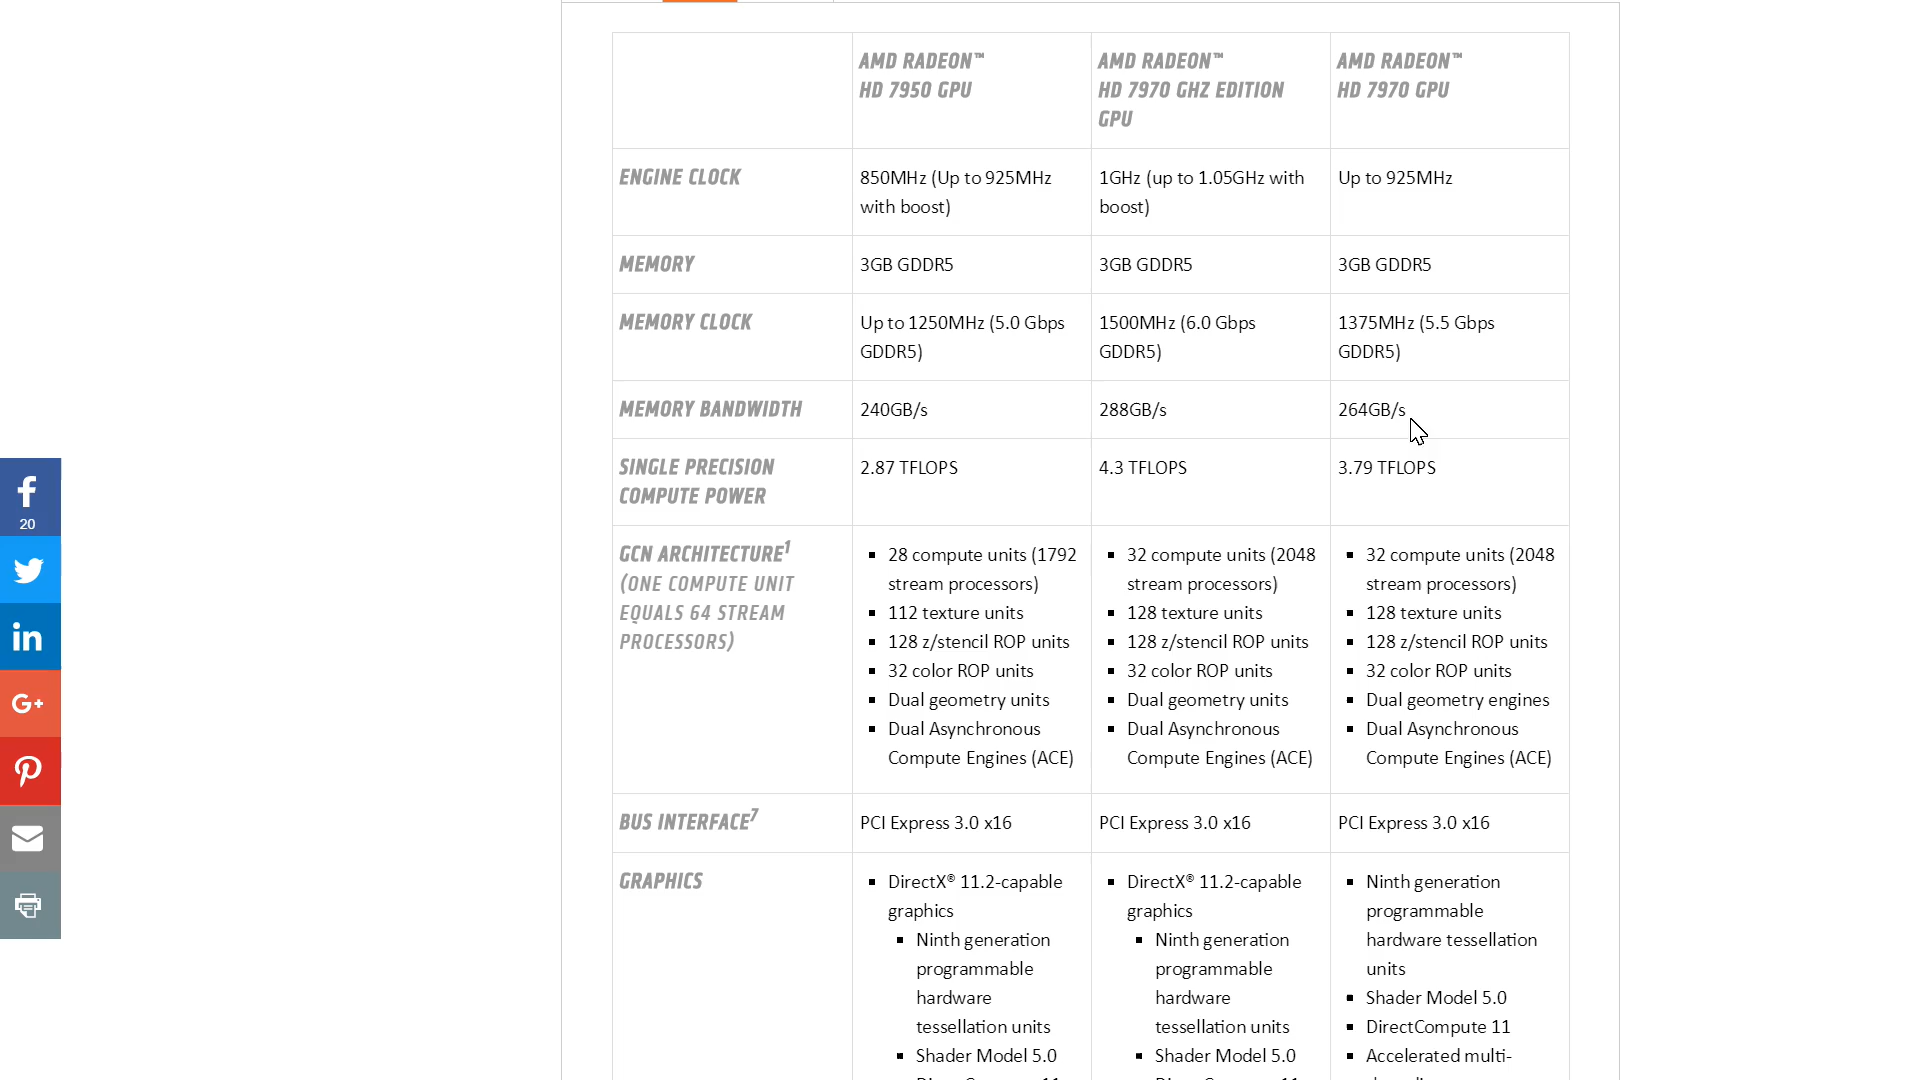 AMD RADEON™
HD 7950 GPU
AMD RADEON™
HD 7970 GHZ EDITION
GPU
AMD RADEON™
HD 7970 GPU
ENGINE CLOCK
850MHz (Up to 925MHz
with boost)
1GHz (up to 1.05GHz with
boost)
Up to 925MHz
MEMORY
3GB GDDR5
3GB GDDR5
3GB GDDR5
MEMORY CLOCK
Up to 1250MHz (5.0 Gbps
GDDR5)
1500MHz (6.0 Gbps
GDDR5)
1375MHz (5.5 Gbps
GDDR5)
MEMORY BANDWIDTH
240GB/s
288GB/s
264GB/s
SINGLE PRECISION
COMPUTE POWER
2.87 TFLOPS
4.3 TFLOPS
3.79 TFLOPS
GCN ARCHITECTURE1
(ONE COMPUTE UNIT
EQUALS 64 STREAM
PROCESSORS)
28 compute units (1792
stream processors)
112 texture units
128 z/stencil ROP units
32 color ROP units
Dual geometry units
Dual Asynchronous
Compute Engines (ACE)
32 compute units (2048
stream processors)
128 texture units
128 z/stencil ROP units
32 color ROP units
Dual geometry units
Dual Asynchronous
Compute Engines (ACE)
32 compute units (2048
stream processors)
128 texture units
128 z/stencil ROP units
32 color ROP units
Dual geometry engines
Dual Asynchronous
Compute Engines (ACE)
BUS INTERFACE7
PCI Express 3.0 x16
PCI Express 3.0 x16
PCI Express 3.0 x16
GRAPHICS
DirectX® 11.2-capable
graphics
Ninth generation
programmable
hardware
tessellation units
Shader Model 5.0
DirectX® 11.2-capable
graphics
Ninth generation
programmable
hardware
tessellation units
Shader Model 5.0
Ninth generation
programmable
hardware tessellation
units
Shader Model 5.0
DirectCompute 11
Accelerated multi-
f
20
in
G+